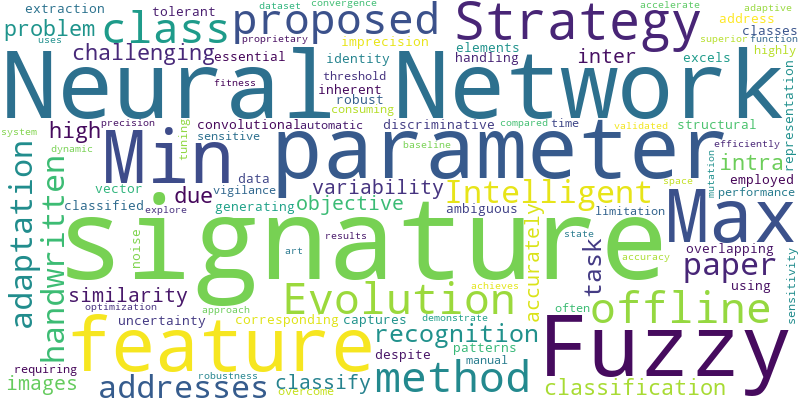 extraction tolerant dataset convergence accelerate adaptive
problem class proposed Strategy address
uses proprietary imprecision superior function
challenging essential identity elements handling inter classes excels highly
Neural Network
fitness threshold inherent robust consuming representation
system precision convolutional automatic discriminative time compared validated structural efficiently
high Min parameter
dynamic tuning sensitive baseline intra
adaptation handwritten vector data vigilance variability Intelligent space mutation employed performance
classified due objective ambiguous limitation Max
explore generating
signature
noise results accurately task state overlapping
art accuracy paper sensitivity
similarity achieves using
optimization Evolution offline
uncertainty approach corresponding captures demonstrate often
feature recognition Fuzzy
despite patterns
requiring robustness manual
images addresses classify method classification
overcome